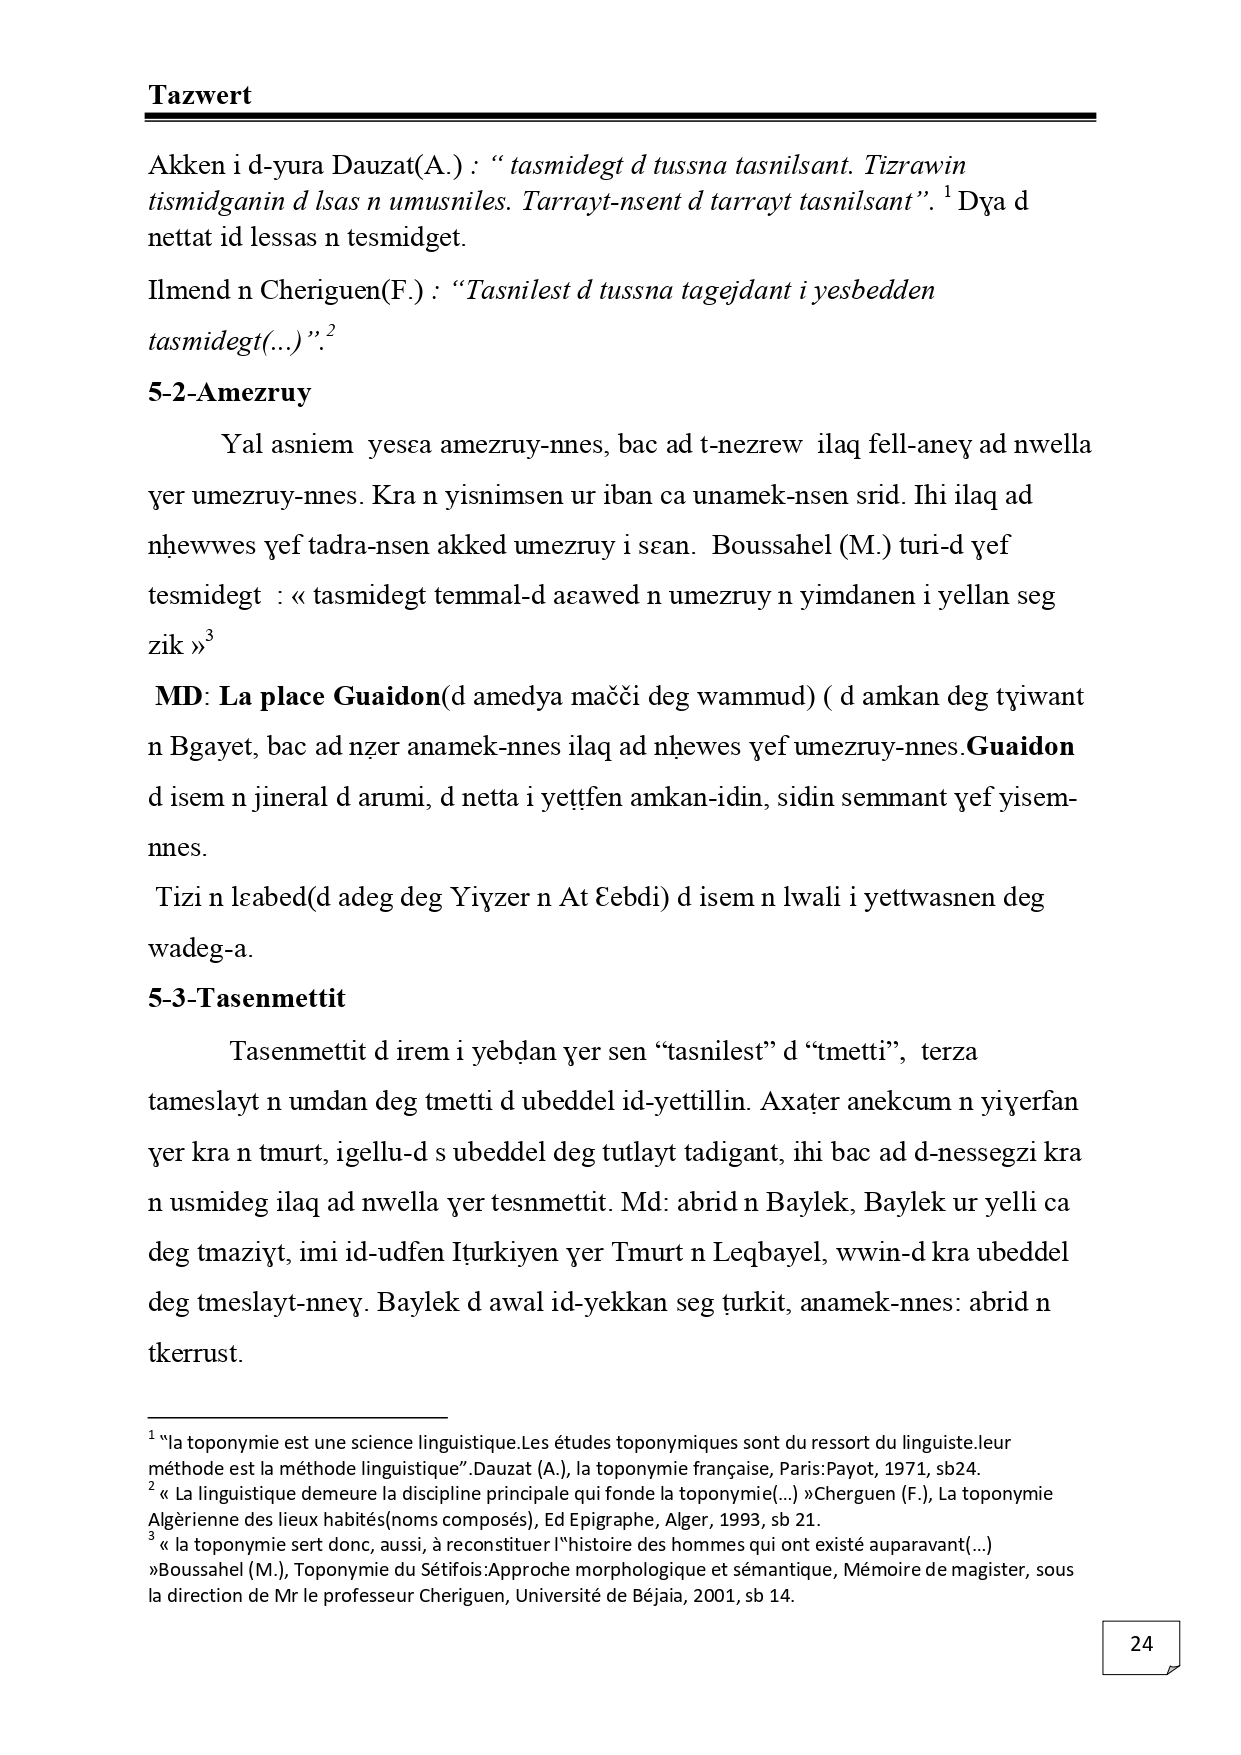 Tazwert
Akken i d-yura Dauzat(A.) : “ tasmidegt d tussna tasnilsant. Tizrawin
tismidganin d lsas n umusniles. Tarrayt-nsent d tarrayt tasnilsant”. 1 Dɣa d
nettat id lessas n tesmidget.
Ilmend n Cheriguen(F.) : “Tasnilest d tussna tagejdant i yesbedden
tasmidegt(...)”.2
5-2-Amezruy
Yal asniem  yesɛa amezruy-nnes, bac ad t-nezrew  ilaq fell-aneɣ ad nwella
ɣer umezruy-nnes. Kra n yisnimsen ur iban ca unamek-nsen srid. Ihi ilaq ad
nḥewwes ɣef tadra-nsen akked umezruy i sɛan.  Boussahel (M.) turi-d ɣef
tesmidegt  : « tasmidegt temmal-d aɛawed n umezruy n yimdanen i yellan seg
zik »3
MD: La place Guaidon(d amedya mačči deg wammud) ( d amkan deg tɣiwant
n Bgayet, bac ad nẓer anamek-nnes ilaq ad nḥewes ɣef umezruy-nnes.Guaidon
d isem n jineral d arumi, d netta i yeṭṭfen amkan-idin, sidin semmant ɣef yisem-
nnes.
Tizi n lɛabed(d adeg deg Yiɣzer n At Ɛebdi) d isem n lwali i yettwasnen deg
wadeg-a.
5-3-Tasenmettit
Tasenmettit d irem i yebḍan ɣer sen “tasnilest” d “tmetti”,  terza
tameslayt n umdan deg tmetti d ubeddel id-yettillin. Axaṭer anekcum n yiɣerfan
ɣer kra n tmurt, igellu-d s ubeddel deg tutlayt tadigant, ihi bac ad d-nessegzi kra
n usmideg ilaq ad nwella ɣer tesnmettit. Md: abrid n Baylek, Baylek ur yelli ca
deg tmaziɣt, imi id-udfen Iṭurkiyen ɣer Tmurt n Leqbayel, wwin-d kra ubeddel
deg tmeslayt-nneɣ. Baylek d awal id-yekkan seg ṭurkit, anamek-nnes: abrid n
tkerrust.
1 “la toponymie est une science linguistique.Les études toponymiques sont du ressort du linguiste.leur
méthode est la méthode linguistique”.Dauzat (A.), la toponymie française, Paris:Payot, 1971, sb24.
2 « La linguistique demeure la discipline principale qui fonde la toponymie(…) »Cherguen (F.), La toponymie
Algèrienne des lieux habités(noms composés), Ed Epigraphe, Alger, 1993, sb 21.
3 « la toponymie sert donc, aussi, à reconstituer l‟histoire des hommes qui ont existé auparavant(…)
»Boussahel (M.), Toponymie du Sétifois:Approche morphologique et sémantique, Mémoire de magister, sous
la direction de Mr le professeur Cheriguen, Université de Béjaia, 2001, sb 14.
24